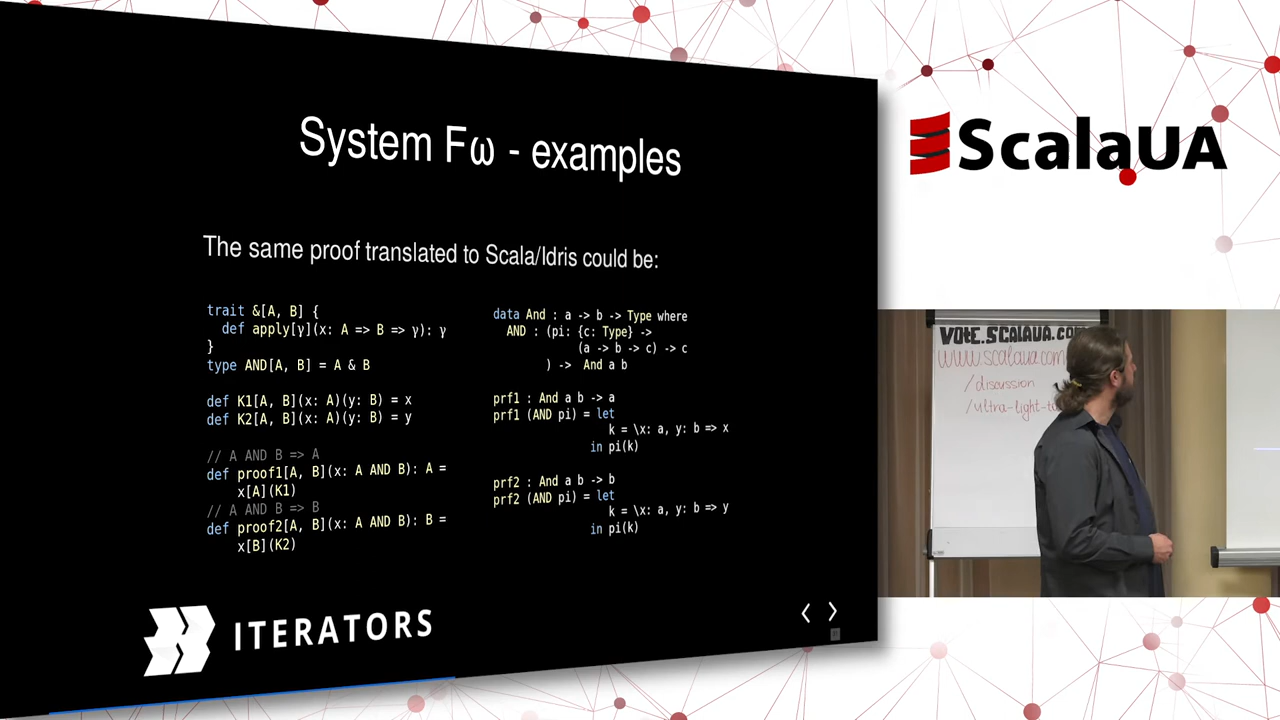 System Fω - examples
The same proof translated to Scala/Idris could be:
trait &[A, B] {
def apply[γ](x: A => B => γ): γ
}
type AND[A, B] = A & B
def K1[A, B](x: A)(y: B) = x
def K2[A, B](x: A)(y: B) = y
// A AND B => A
def proof1[A, B](x: A AND B): A =
x[A](K1)
// A AND B => B
def proof2[A, B](x: A AND B): B =
x[B](K2)
data And : a -> b -> Type where
AND : (pi: {c: Type} ->
(a -> b -> c) -> c
) -> And a b
prf1 : And a b -> a
prf1 (AND pi) = let
k = \x: a, y: b => x
in pi(k)
prf2 : And a b -> b
prf2 (AND pi) = let
k = \x: a, y: b => y
in pi(k)
ITERATORS
ScalaUA
VOTE.SCALAUA.CO
www.scalaua.com
/discussion
/ultra-light-ta